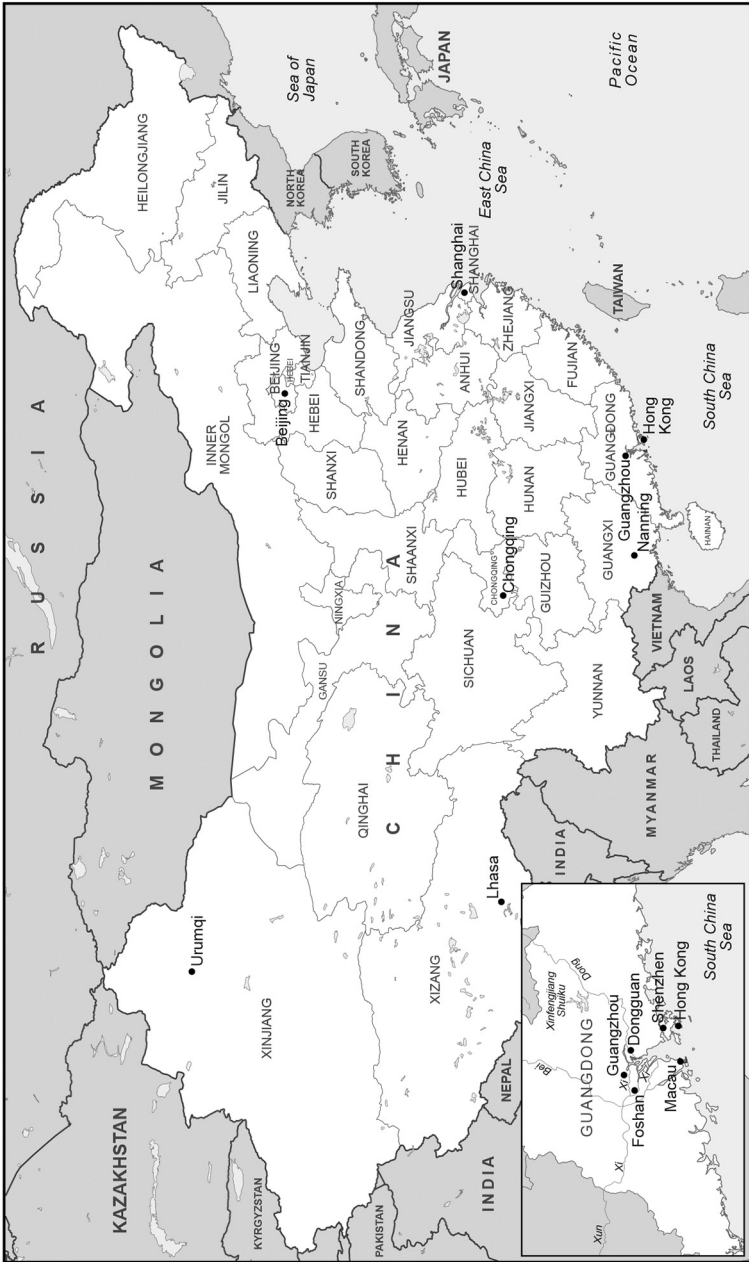 RUSSIA
MONGOLIA
KAZAKHSTAN
KYRGYZSTAN
PAKISTAN
INDIA
NEPAL
INDIA
MYANMAR
THAILAND
LAOS
VIETNAM
TAIWAN
JAPAN
NORTH
KOREA
SOUTH
KOREA
Sea of
Japan
Pacific
Ocean
East China
Sea
South China
Sea
CHINA
HEILONGJIANG
JILIN
LIAONING
INNER
MONGOL
BEIJING
Beijing
HEBEI
TIANJIN
HEBEI
SHANDONG
SHANXI
HENAN
JIANGSU
Shanghai
SHANGHAI
ANHUI
ZHEJIANG
HUBEI
JIANGXI
FUJIAN
HUNAN
GUANGDONG
Guangzhou
Hong
Kong
GUANGXI
Nanning
HAINAN
GUIZHOU
CHONGQING
Chongqing
SHAANXI
NINGXIA
GANSU
SICHUAN
YUNNAN
QINGHAI
XINJIANG
Urumqi
XIZANG
Lhasa
Xinfengjiang
Shuiku
Dong
Bei
GUANGDONG
Guangzhou
Dongguan
Xi
Xi
Foshan
Xun
Shenzhen
Hong Kong
Macau
South China
Sea